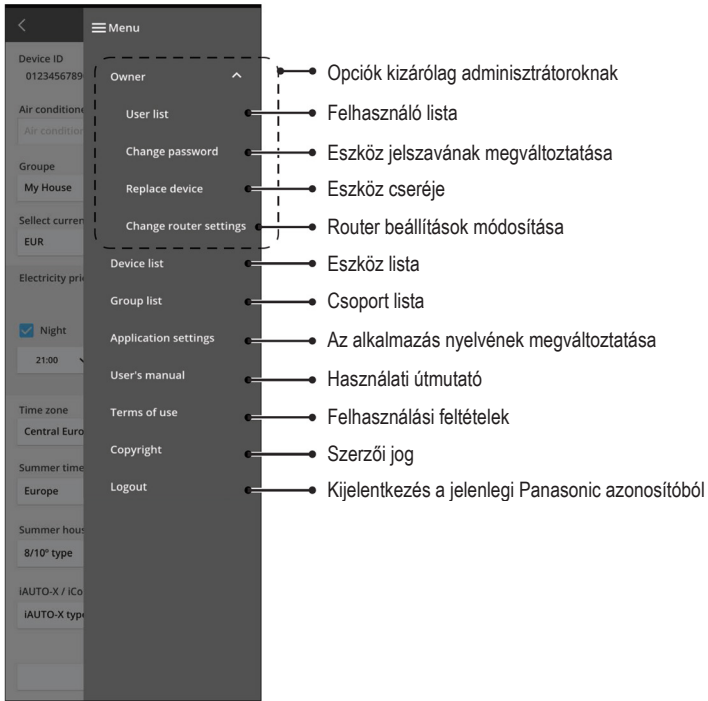 Menu
Owner
User list
Change password
Replace device
Change router settings
Device list
Group list
Application settings
User's manual
Terms of use
Copyright
Logout
Device ID
0123456789
Air conditione
Air condition
Groupe
My House
Sellect curren
EUR
Electricity pri
Night
21:00
Time zone
Central Euro
Summer time
Europe
Summer hous
8/10° type
iAUTO-X / iCo
iAUTO-X type
Opciók kizárólag adminisztrátoroknak
Felhasználó lista
Eszköz jelszavának megváltoztatása
Eszköz cseréje
Router beállítások módosítása
Eszköz lista
Csoport lista
Az alkalmazás nyelvének megváltoztatása
Használati útmutató
Felhasználási feltételek
Szerzői jog
Kijelentkezés a jelenlegi Panasonic azonosítóból